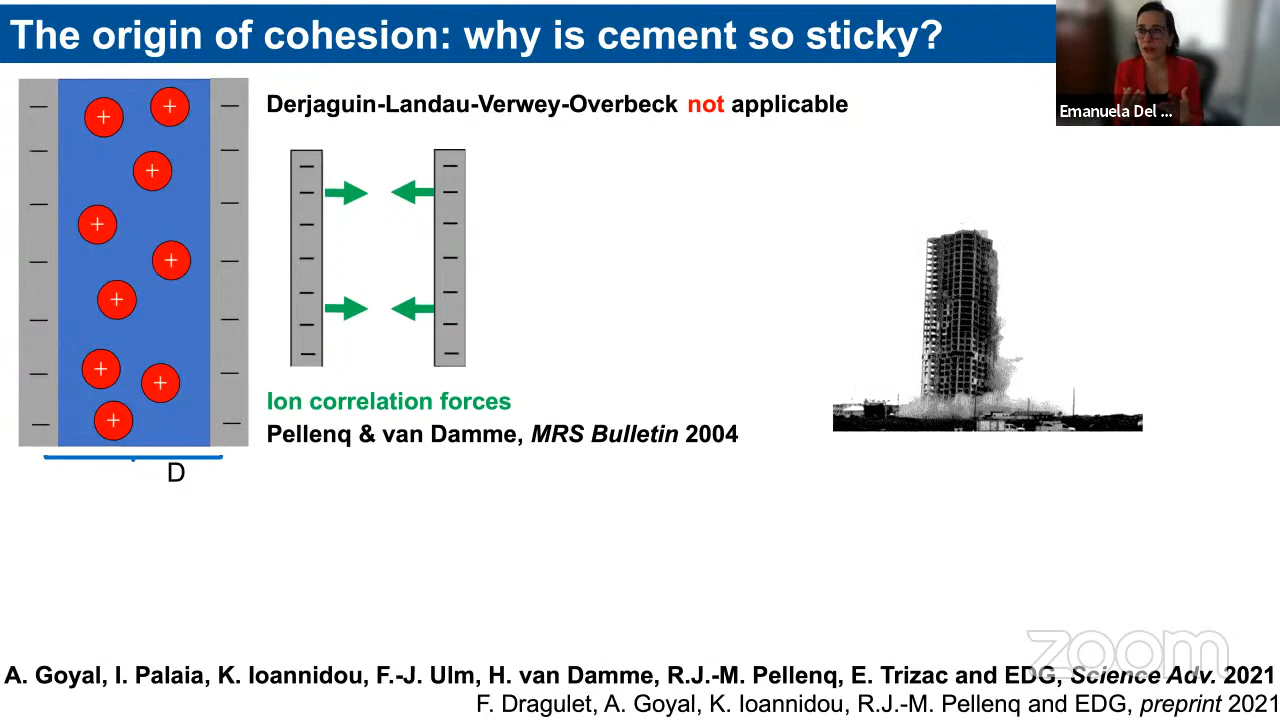 The origin of cohesion: why is cement so sticky?
Emanuela Del ...
Derjaguin-Landau-Verwey-Overbeck not applicable
Ion correlation forces
Pellenq & van Damme, MRS Bulletin 2004
D
zoom
A. Goyal, I. Palaia, K. Ioannidou, F.-J. Ulm, H. van Damme, R.J.-M. Pellenq, E. Trizac and EDG, Science Adv. 2021
F. Dragulet, A. Goyal, K. Ioannidou, R.J.-M. Pellenq and EDG, preprint 2021